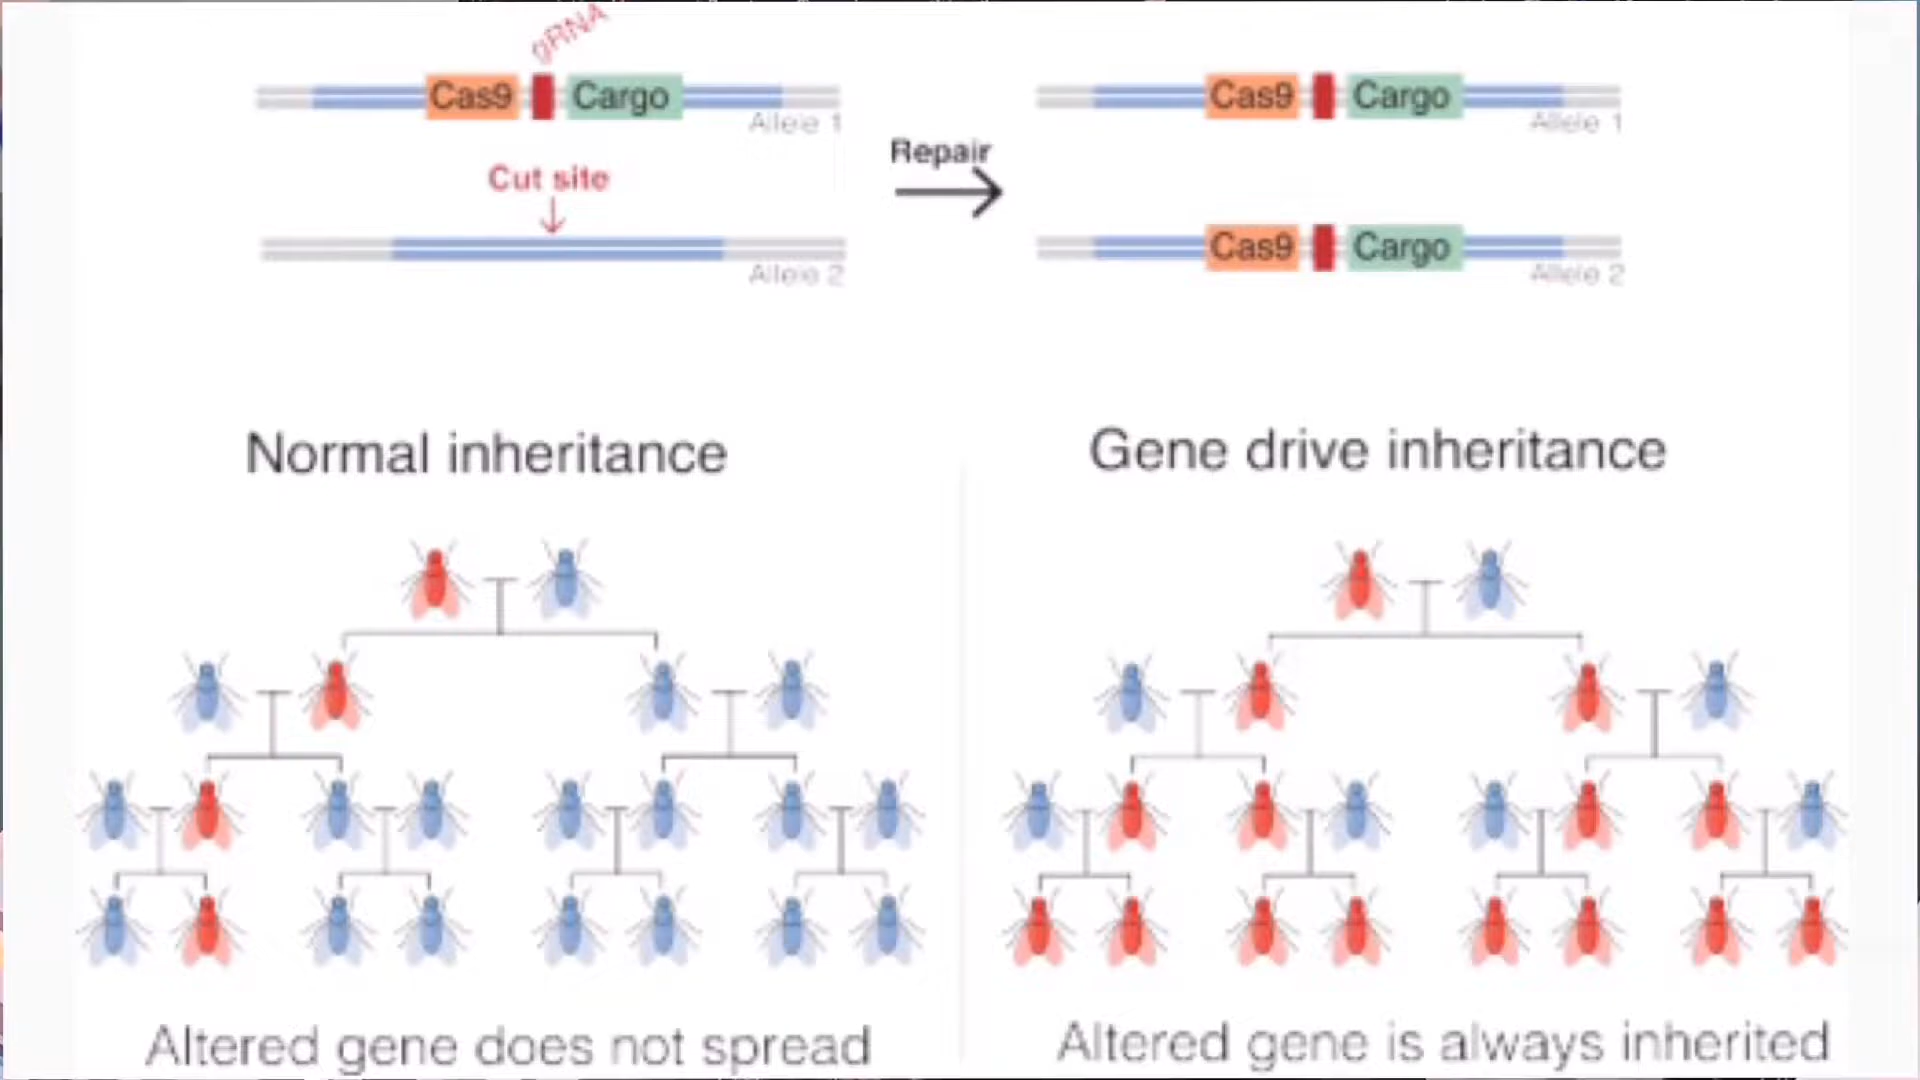 gRNA
Cas9 Cargo
Allele 1
Cut site
Allele 2
Repair
Cas9 Cargo
Allele 1
Cas9 Cargo
Allele 2
Normal inheritance
Gene drive inheritance
Altered gene does not spread
Altered gene is always inherited